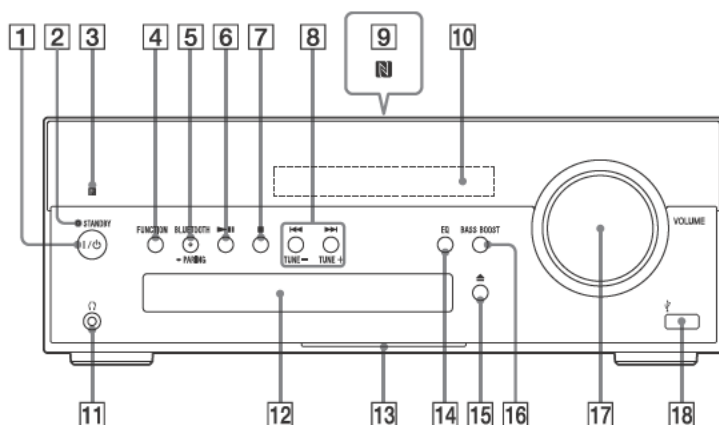 1 2 3 4 5 6 7 8 9 10
STANDBY
I/⏻
FUNCTION BLUETOOTH EQ BASS BOOST VOLUME
- PARING TUNE- TUNE+
11 12 13 14 15 16 17 18